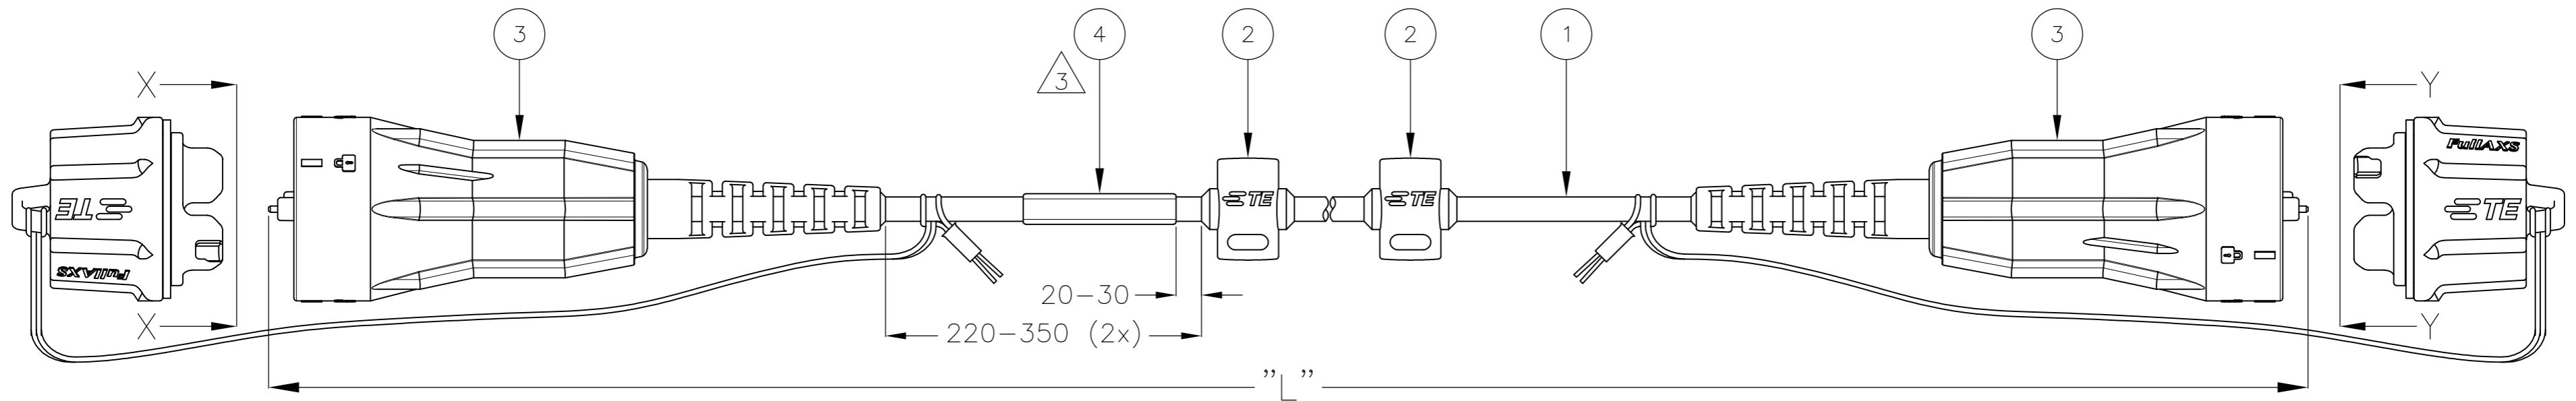 3
4
2
2
1
3
3
X
Y
FullAXS
TE
TE
TE
TE
FullAXS
20-30
220-350 (2x)
X
Y
"L"